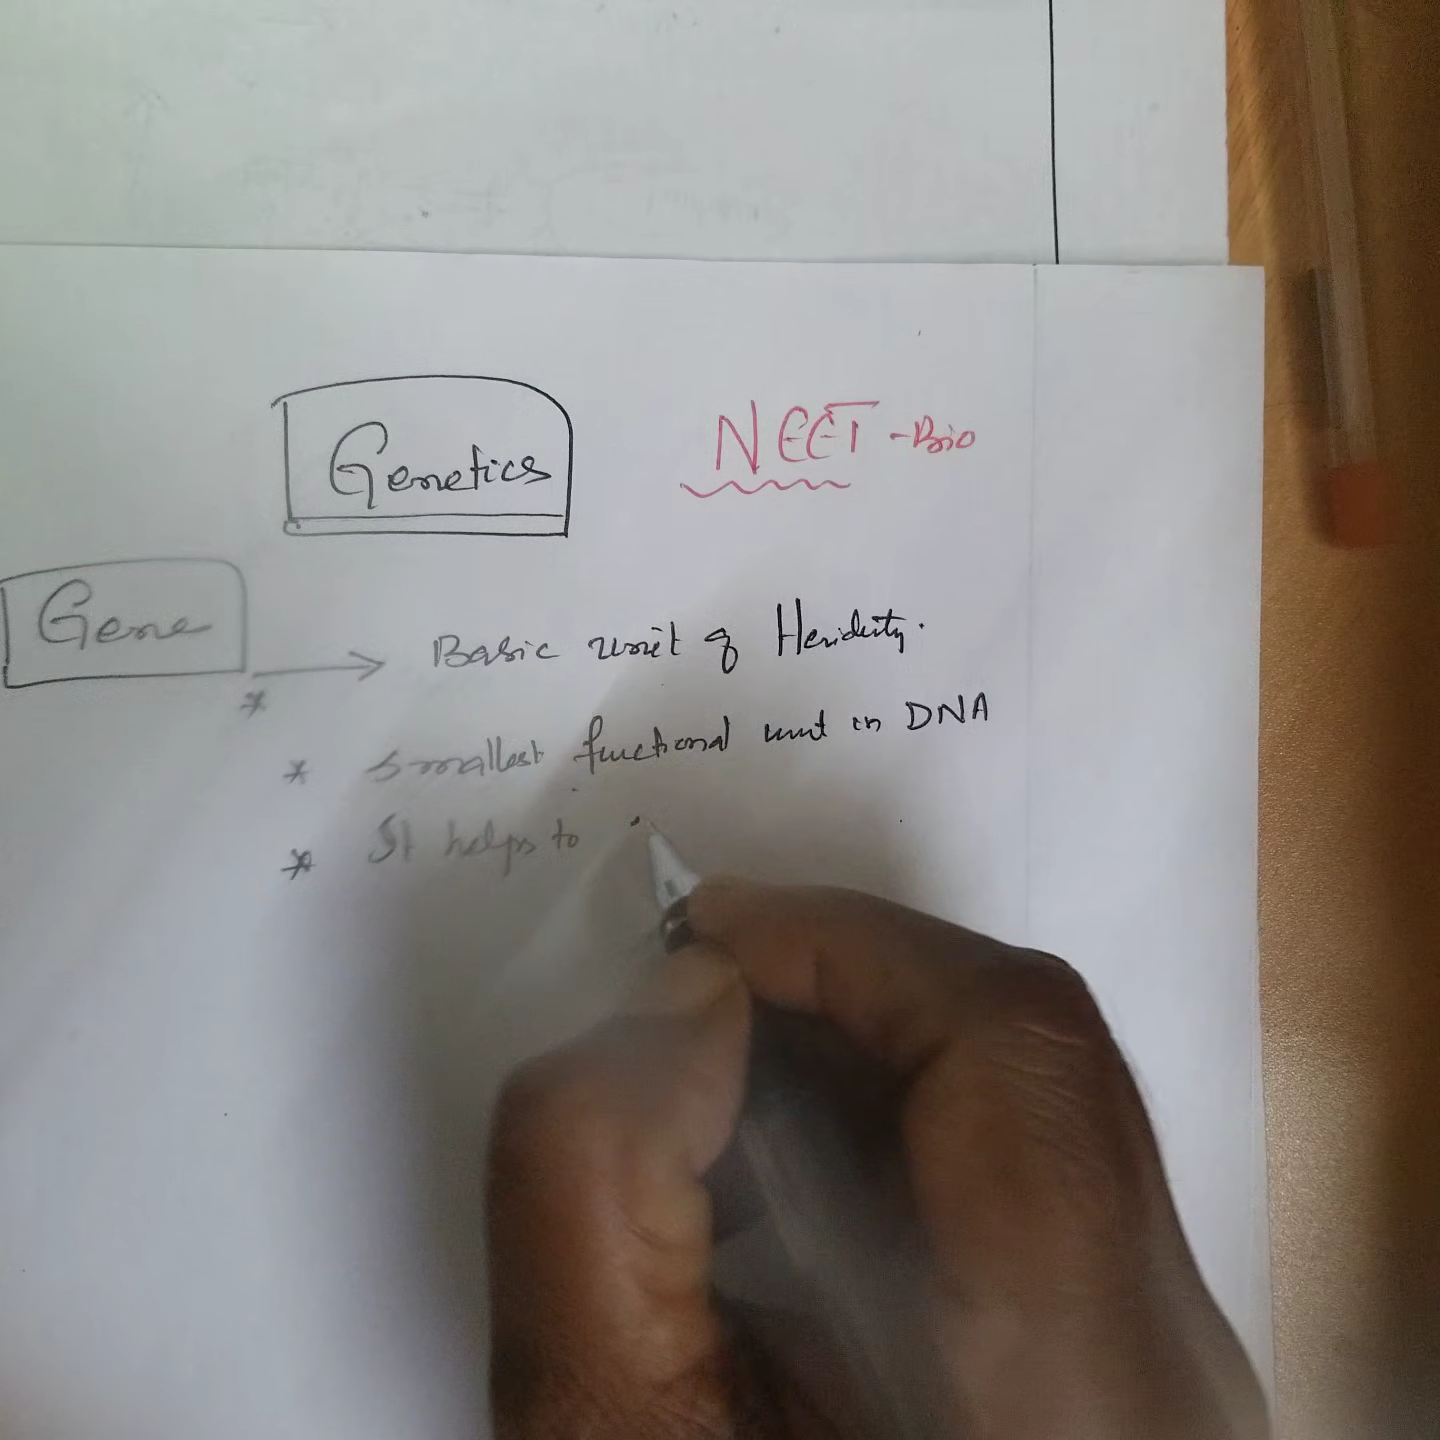 Genetics
NEET - Bio
Gene
Basic unit of Heridity.
* Smallest functional unit in DNA
* It helps to